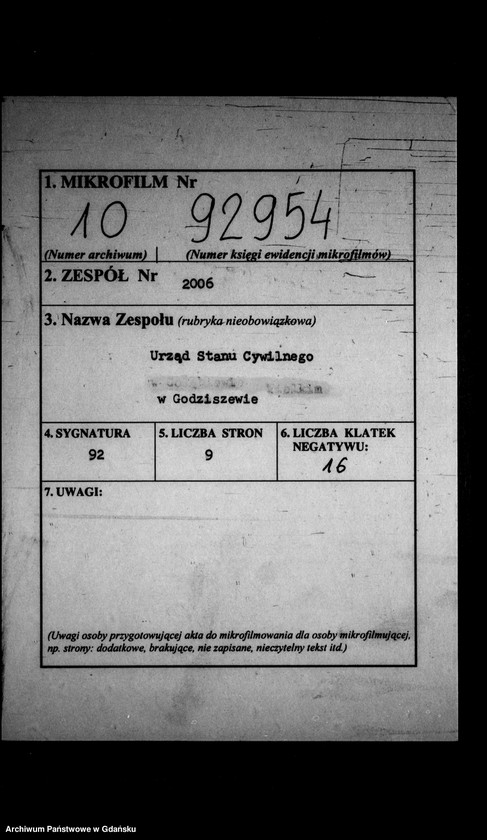 1. MIKROFILM Nr
10 92954
(Numer archiwum) (Numer księgi ewidencji mikrofilmów)
2. ZESPÓŁ Nr 2006
3. Nazwa Zespołu (rubryka nieobowiązkowa)
Urząd Stanu Cywilnego
w Godziszewie
4. SYGNATURA 5. LICZBA STRON 6. LICZBA KLATEK
NEGATYWU:
92 9 16
7. UWAGI:
(Uwagi osoby przygotowującej akta do mikrofilmowania dla osoby mikrofilmującej,
np. strony: dodatkowe, brakujące, nie zapisane, nieczytelny tekst itd.)
Archiwum Państwowe w Gdańsku